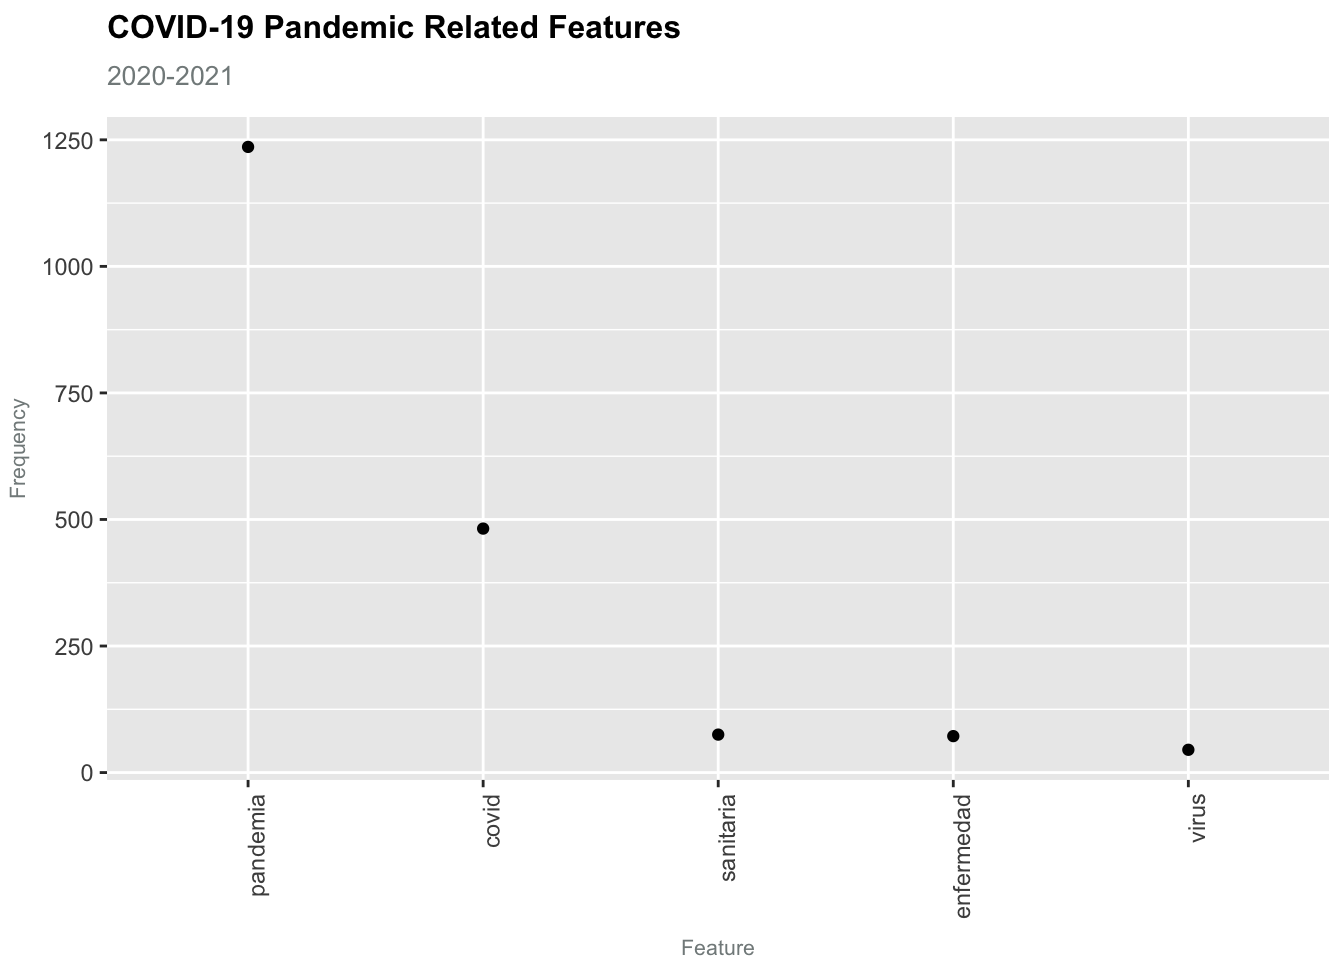 COVID-19 Pandemic Related Features
2020-2021
1250
1000
750
500
250
0
Frequency
pandemia
covid
sanitaria
enfermedad
virus
Feature